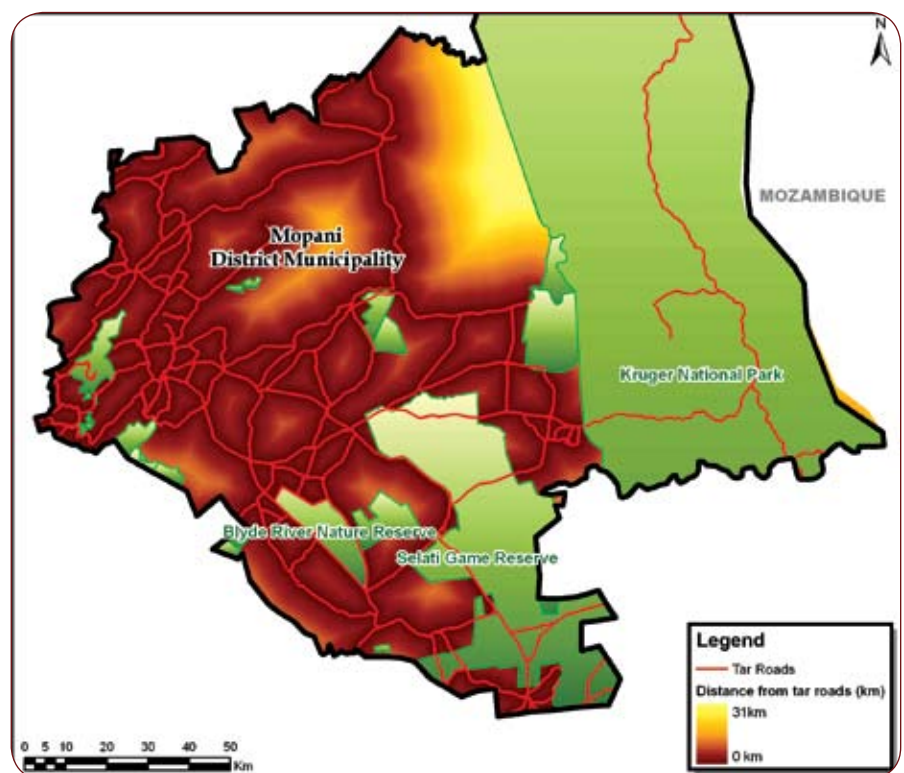 N
MOZAMBIQUE
Mopani
District Municipality
Kruger National Park
Blyde River Nature Reserve
Selati Game Reserve
Legend
Tar Roads
Distance from tar roads (km)
31km
0 km
0 5 10 20 30 40 50
Km